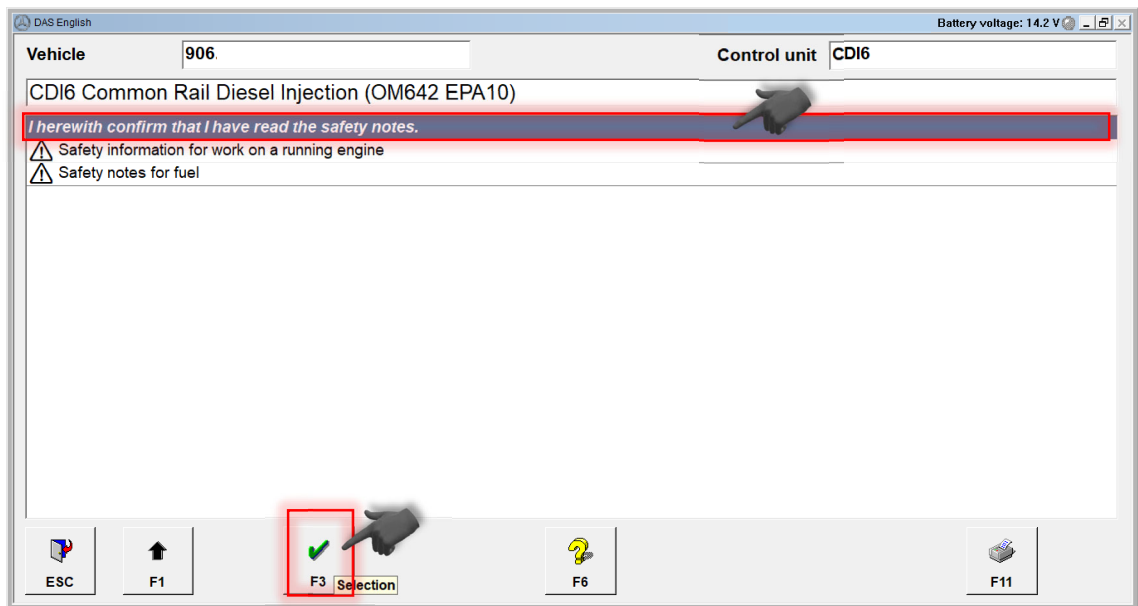 DAS English
Battery voltage: 14.2 V
Vehicle
906.
Control unit
CDI6
CDI6 Common Rail Diesel Injection (OM642 EPA10)
I herewith confirm that I have read the safety notes.
Safety information for work on a running engine
Safety notes for fuel
ESC
F1
F3
Selection
F6
F11